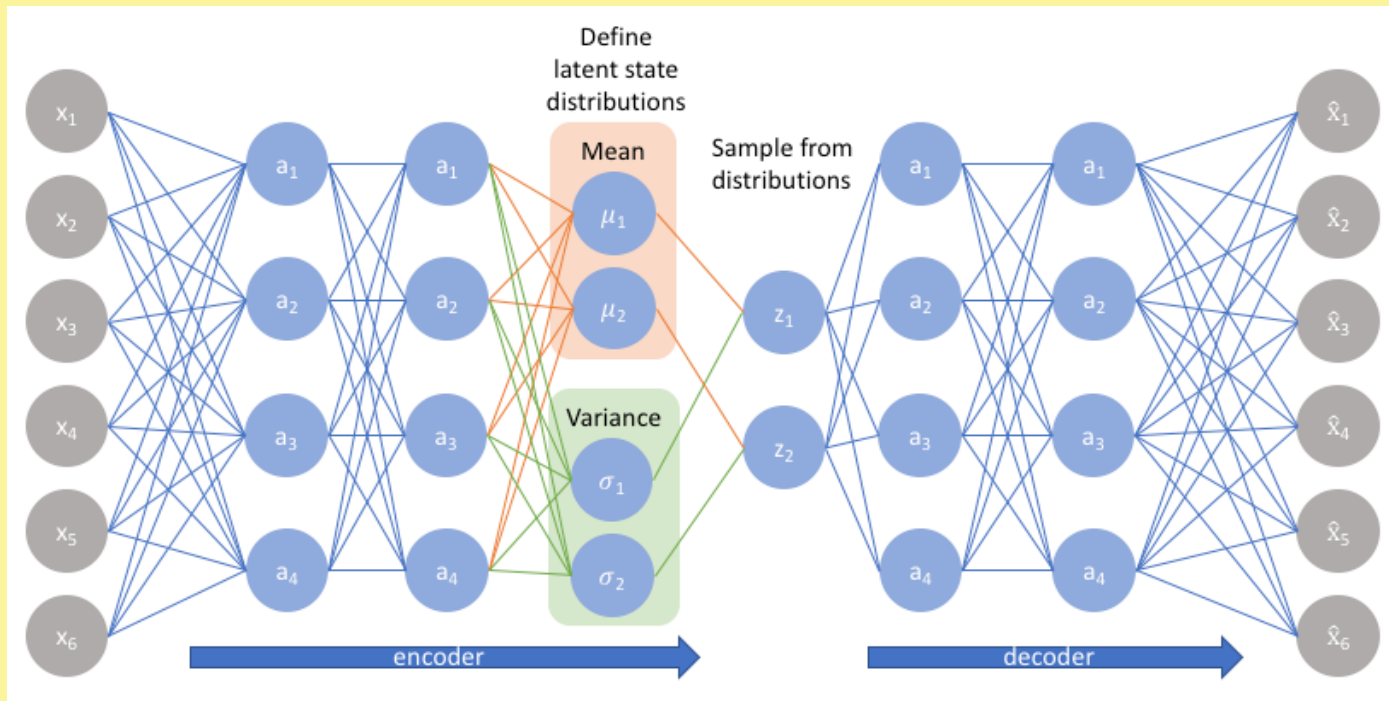 Define
latent state
distributions
x₁
x₂
x₃
x₄
x₅
x₆
a₁
a₂
a₃
a₄
a₁
a₂
a₃
a₄
Mean
μ₁
μ₂
Variance
σ₁
σ₂
Sample from
distributions
z₁
z₂
a₁
a₂
a₃
a₄
a₁
a₂
a₃
a₄
x̂₁
x̂₂
x̂₃
x̂₄
x̂₅
x̂₆
encoder
decoder